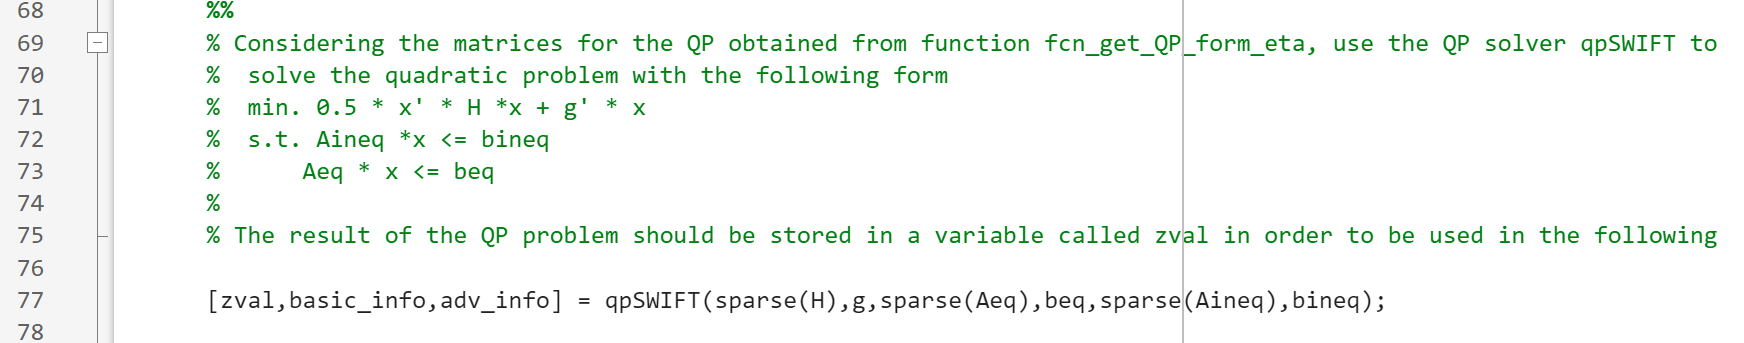 68 %%
69 % Considering the matrices for the QP obtained from function fcn_get_QP_form_eta, use the QP solver qpSWIFT to
70 %  solve the quadratic problem with the following form
71 %  min. 0.5 * x' * H *x + g' * x
72 %  s.t. Aineq *x <= bineq
73 %      Aeq * x <= beq
74 %
75 % The result of the QP problem should be stored in a variable called zval in order to be used in the following
76
77 [zval,basic_info,adv_info] = qpSWIFT(sparse(H),g,sparse(Aeq),beq,sparse(Aineq),bineq);
78